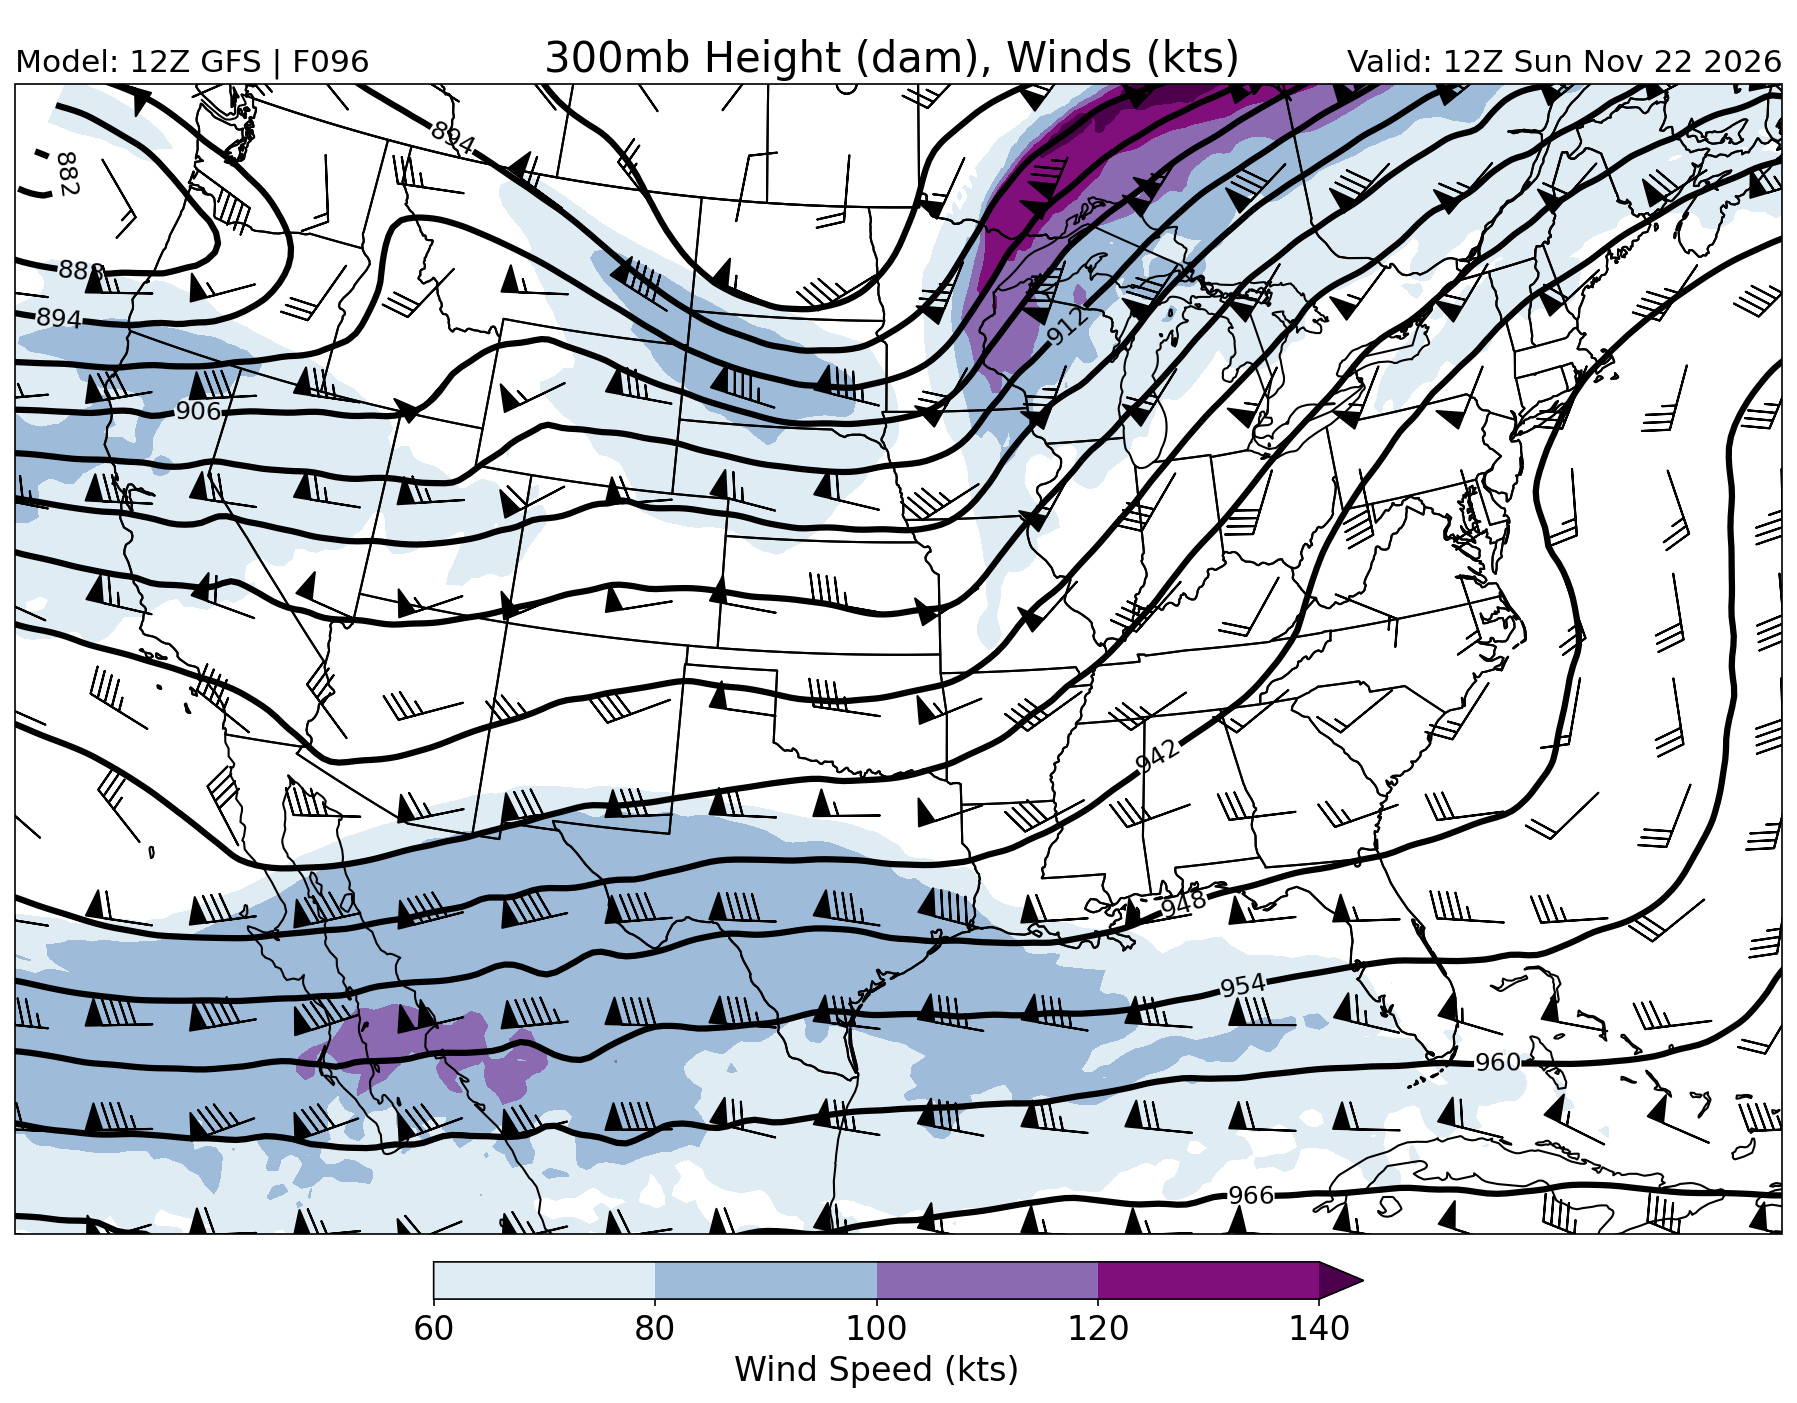 Model: 12Z GFS | F096
300mb Height (dam), Winds (kts)
Valid: 12Z Sun Nov 22 2026
894
882
888
894
912
906
942
948
954
960
966
60 80 100 120 140
Wind Speed (kts)